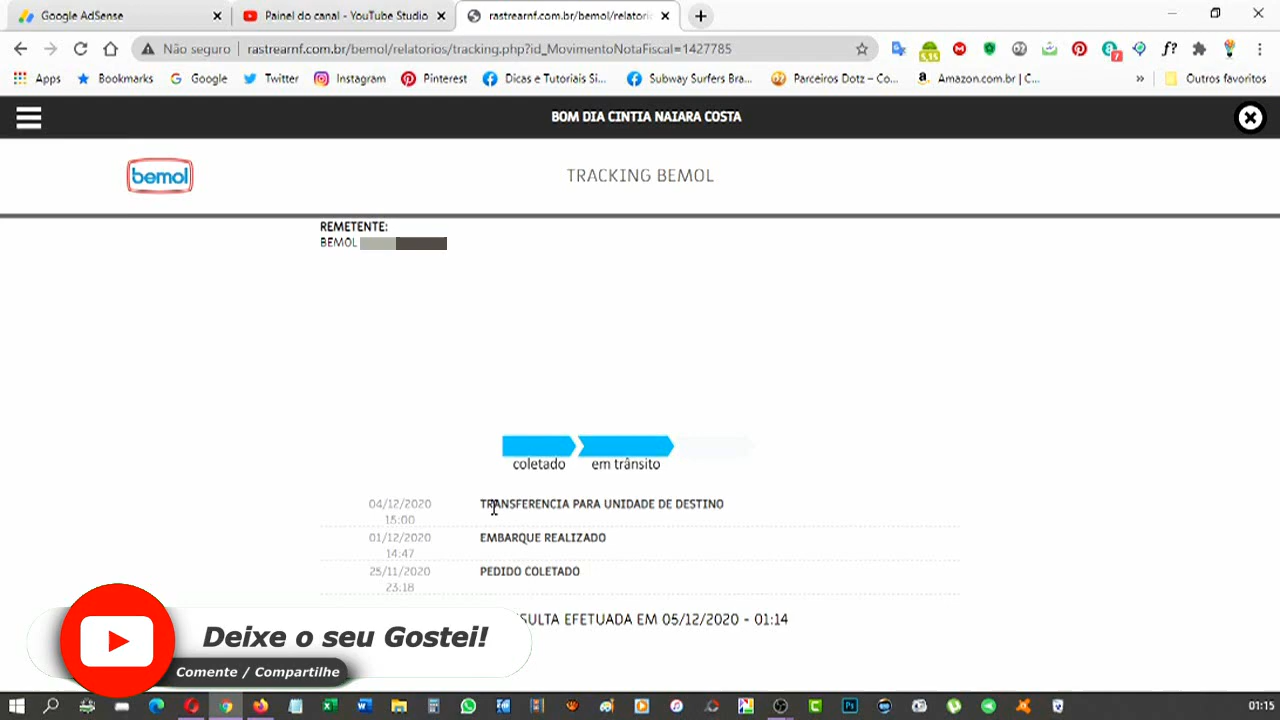 Google AdSense
Painel do canal - YouTube Studio
rastrearnf.com.br/bemol/relatori
Não seguro
rastrearnf.com.br/bemol/relatorios/tracking.php?id_MovimentoNotaFiscal=1427785
Apps
Bookmarks
Google
Twitter
Instagram
Pinterest
Dicas e Tutoriais Si...
Subway Surfers Bra...
Parceiros Dotz – Co...
Amazon.com.br | C...
»
Outros favoritos
BOM DIA CINTIA NAIARA COSTA
bemol
TRACKING BEMOL
REMETENTE:
BEMOL
coletado
em trânsito
04/12/2020 TRANSFERENCIA PARA UNIDADE DE DESTINO
15:00
01/12/2020 EMBARQUE REALIZADO
14:47
25/11/2020 PEDIDO COLETADO
23:18
SULTA EFETUADA EM 05/12/2020 - 01:14
Deixe o seu Gostei!
Comente / Compartilhe
01:15